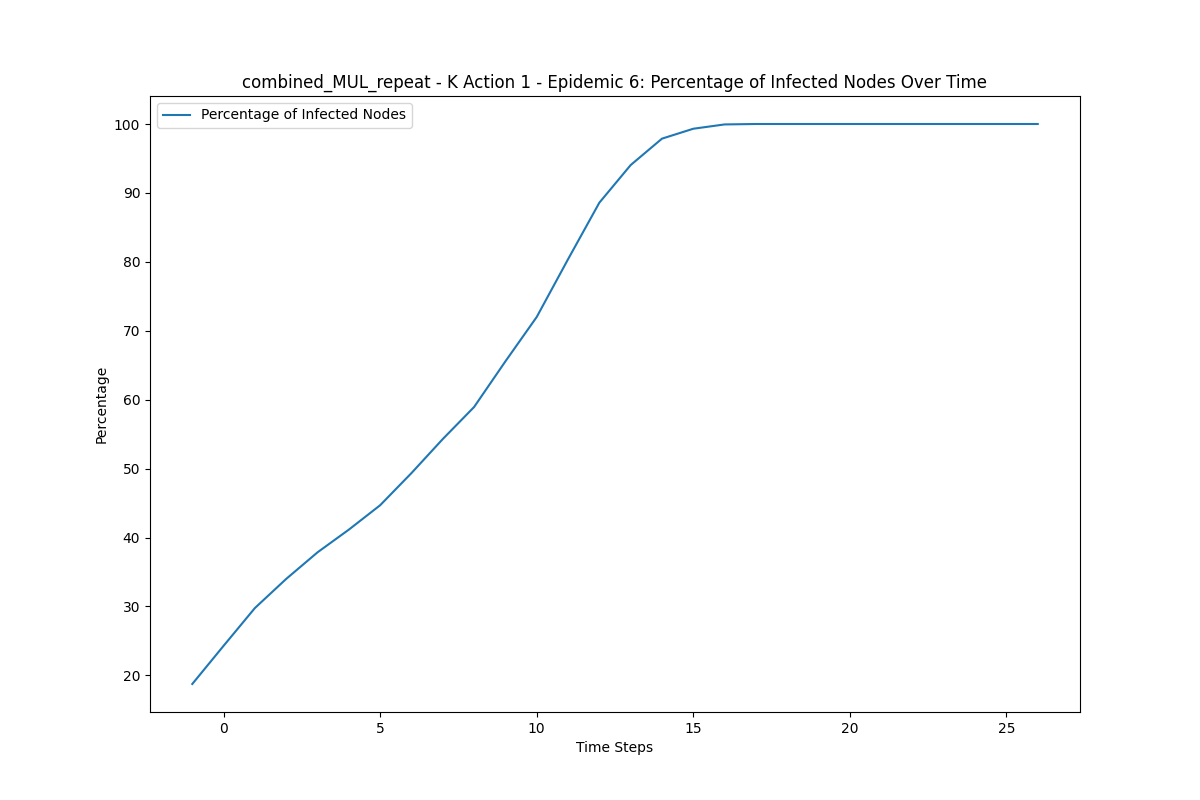 combined_MUL_repeat - K Action 1 - Epidemic 6: Percentage of Infected Nodes Over Time
Percentage of Infected Nodes
100
90
80
70
60
50
40
30
20
Percentage
0 5 10 15 20 25
Time Steps